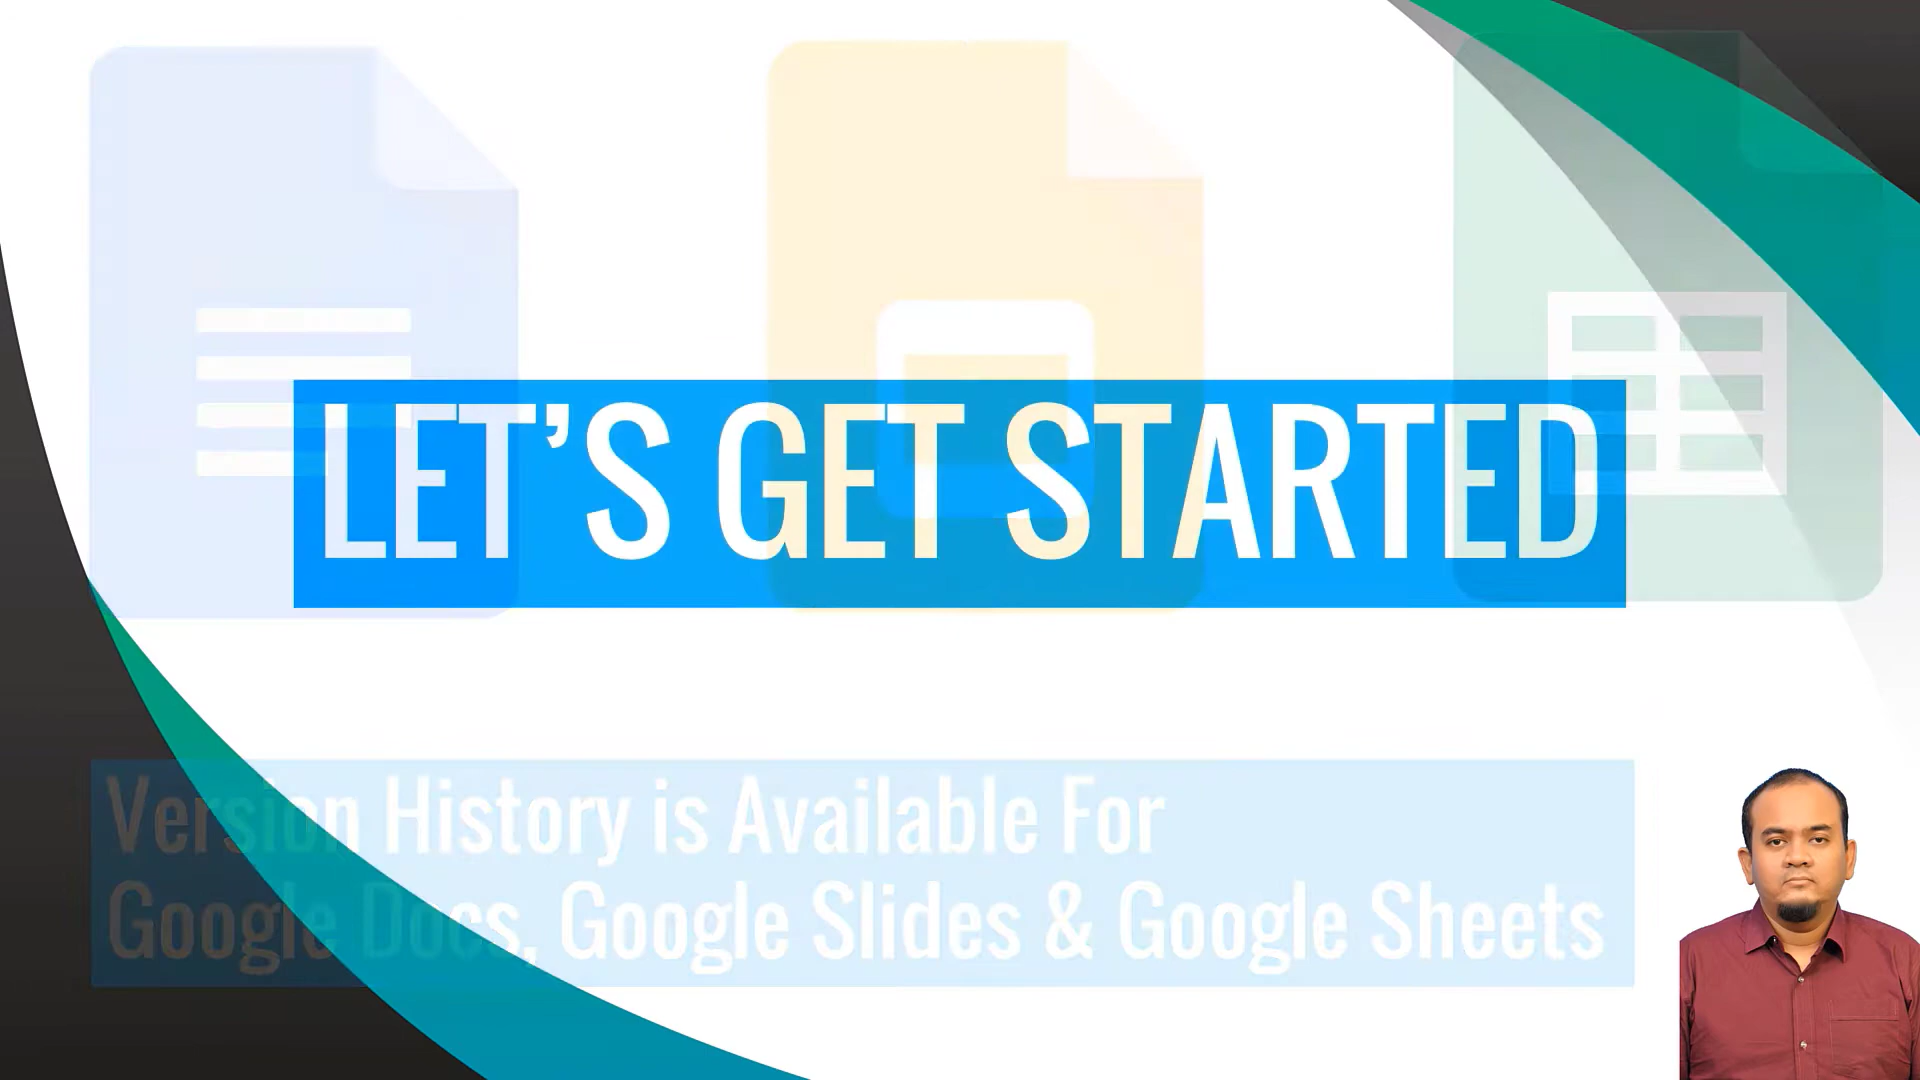 LET’S GET STARTED
Version History is Available For
Google Docs, Google Slides & Google Sheets